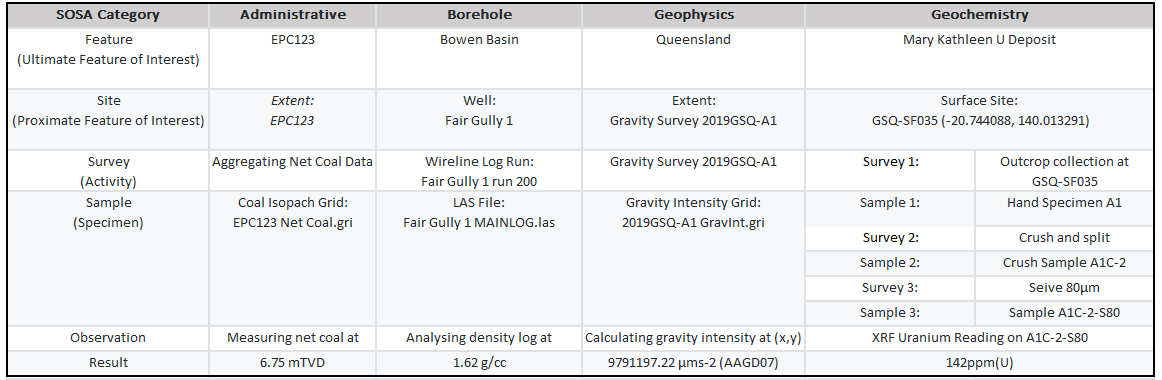 SOSA Category Administrative Borehole Geophysics Geochemistry
Feature EPC123 Bowen Basin Queensland Mary Kathleen U Deposit
(Ultimate Feature of Interest)
Site Extent: Well: Extent: Surface Site:
(Proximate Feature of Interest) EPC123 Fair Gully 1 Gravity Survey 2019GSQ-A1 GSQ-SF035 (-20.744088, 140.013291)
Survey Aggregating Net Coal Data Wireline Log Run: Gravity Survey 2019GSQ-A1 Survey 1: Outcrop collection at
(Activity) Fair Gully 1 run 200 GSQ-SF035
Sample Coal Isopach Grid: LAS File: Gravity Intensity Grid: Sample 1: Hand Specimen A1
(Specimen) EPC123 Net Coal.gri Fair Gully 1 MAINLOG.las 2019GSQ-A1 GravInt.gri
Survey 2: Crush and split
Sample 2: Crush Sample A1C-2
Survey 3: Seive 80µm
Sample 3: Sample A1C-2-S80
Observation Measuring net coal at Analysing density log at Calculating gravity intensity at (x,y) XRF Uranium Reading on A1C-2-S80
Result 6.75 mTVD 1.62 g/cc 9791197.22 µms-2 (AAGD07) 142ppm(U)